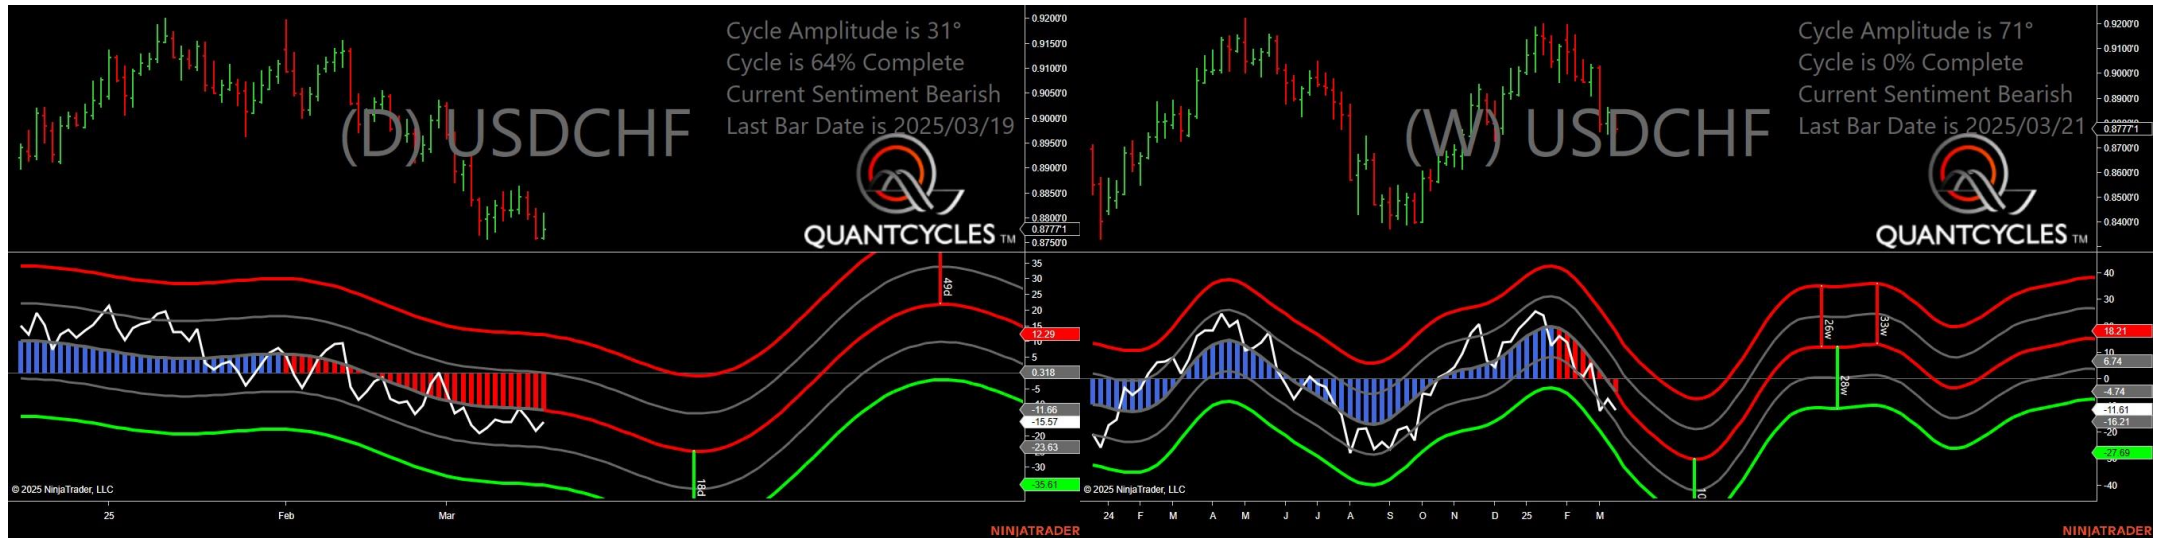 Cycle Amplitude is 31°
Cycle is 64% Complete
Current Sentiment Bearish
Last Bar Date is 2025/03/19
(D) USDCHF
QUANTCYCLES TM
0.9200'0
0.9150'0
0.9100'0
0.9050'0
0.9000'0
0.8950'0
0.8900'0
0.8850'0
0.8800'0
0.8777'1
0.8750'0
35
30
25
20
15
12.29
10
5
0.318
-5
-11.66
-15.57
-20
-23.63
-30
-35.61
49d
18d
© 2025 NinjaTrader, LLC
25 Feb Mar
NINJATRADER
Cycle Amplitude is 71°
Cycle is 0% Complete
Current Sentiment Bearish
Last Bar Date is 2025/03/21
(W) USDCHF
QUANTCYCLES TM
0.9200'0
0.9100'0
0.9000'0
0.8900'0
0.8777'1
0.8700'0
0.8600'0
0.8500'0
0.8400'0
40
30
18.21
10
6.74
0
-4.74
-11.61
-16.21
-20
-27.69
-40
26w
33w
28w
10
© 2025 NinjaTrader, LLC
24 F M A M J J A S O N D 25 F M
NINJATRADER